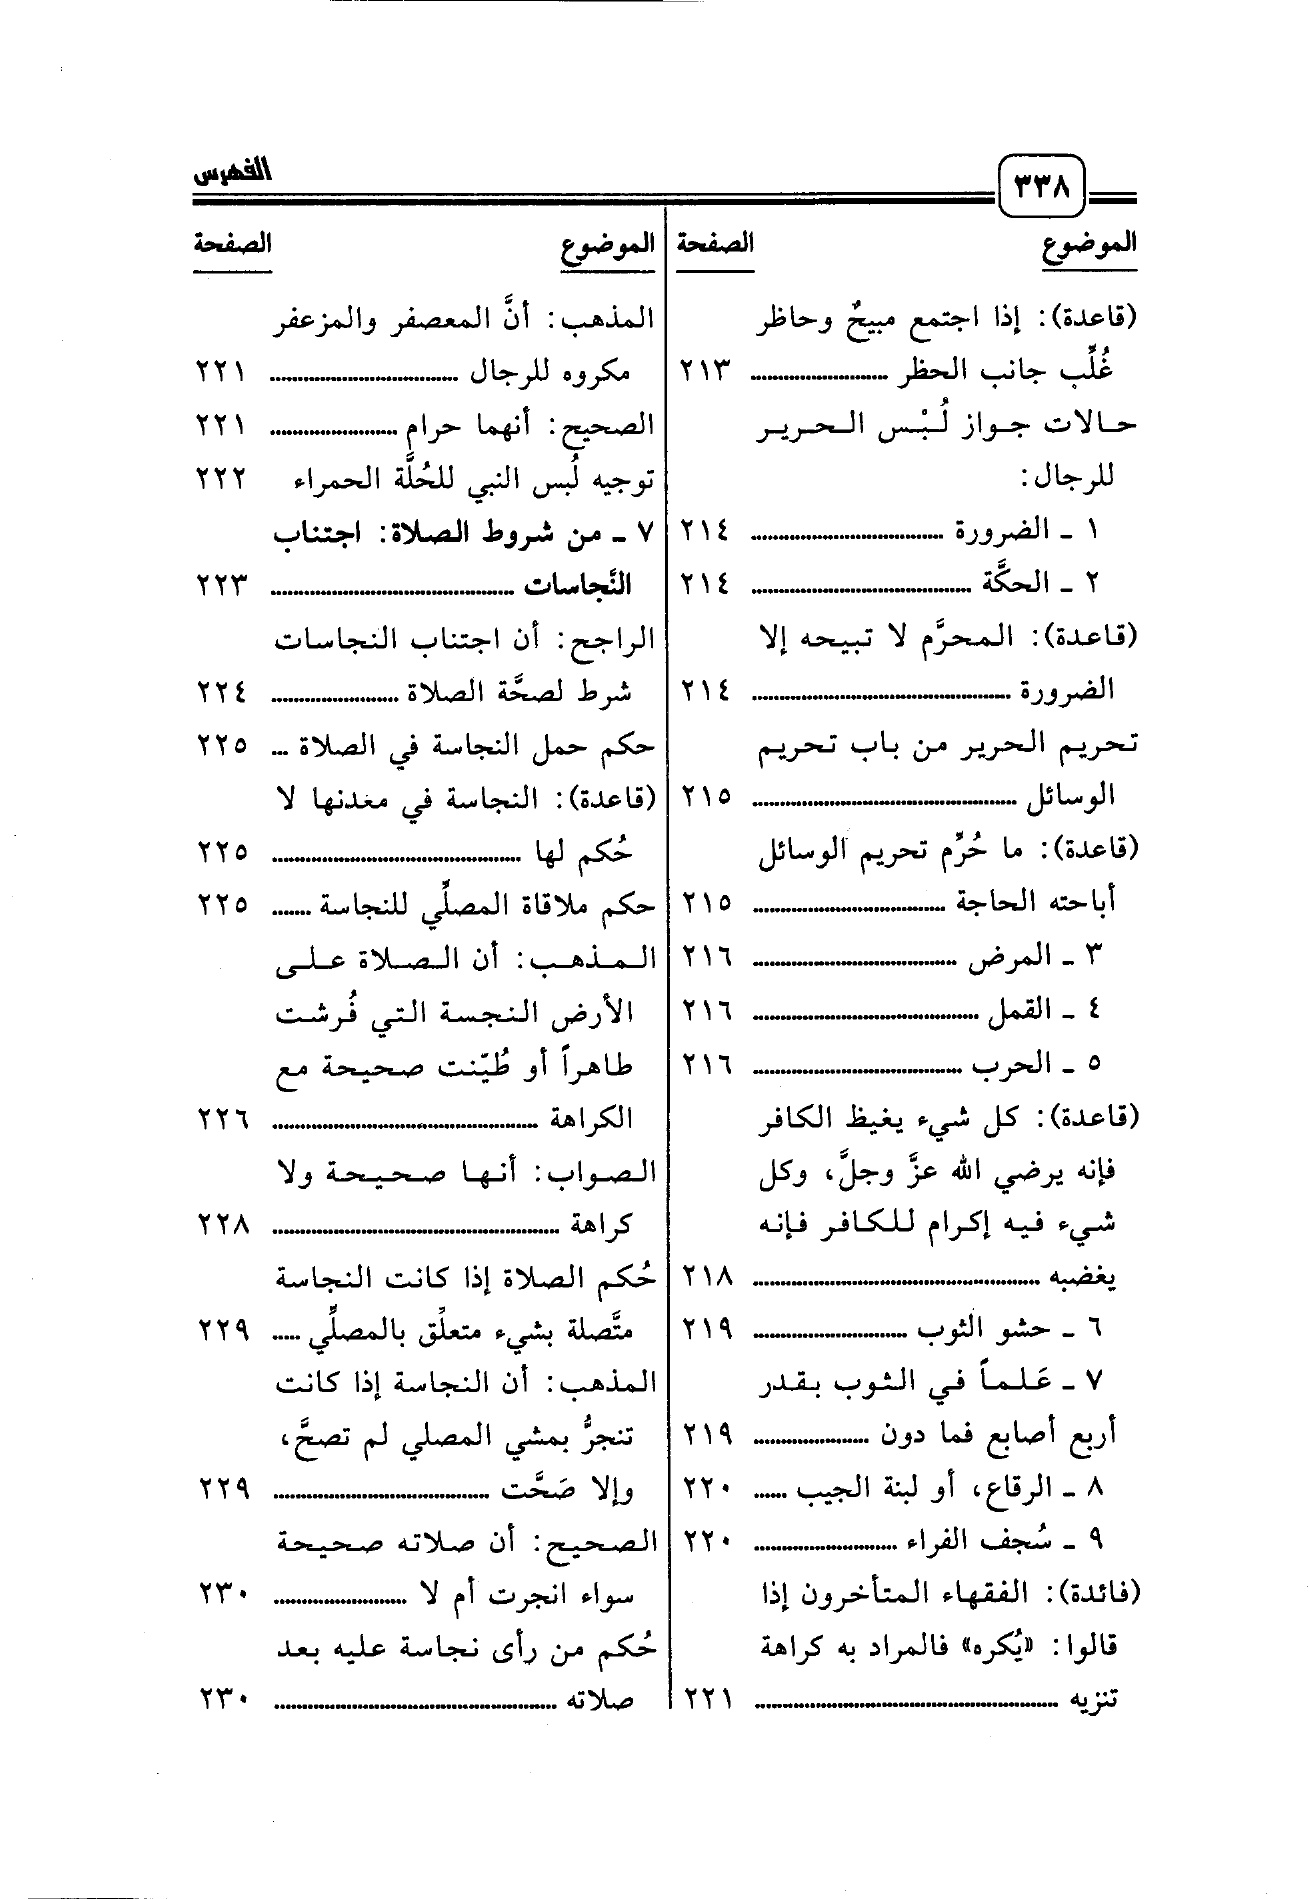 ٣٣٨
الفهرس
الموضوع الصفحة
(قاعدة): إذا اجتمع مبيحٌ وحاظر
غُلِّب جانب الحظر ........................ ٢١٣
حالات جواز لُبْس الحرير
للرجال:
١ ـ الضرورة ........................ ٢١٤
٢ ـ الحكَّة ........................ ٢١٤
(قاعدة): المحرَّم لا تبيحه إلا
الضرورة ........................ ٢١٤
تحريم الحرير من باب تحريم
الوسائل ........................ ٢١٥
(قاعدة): ما حُرِّم تحريم الوسائل
أباحته الحاجة ........................ ٢١٥
٣ ـ المرض ........................ ٢١٦
٤ ـ القمل ........................ ٢١٦
٥ ـ الحرب ........................ ٢١٦
(قاعدة): كل شيء يغيظ الكافر
فإنه يرضي الله عزَّ وجلَّ، وكل
شيء فيه إكرام للكافر فإنه
يغضبه ........................ ٢١٨
٦ ـ حشو الثوب ........................ ٢١٩
٧ ـ عَلماً في الثوب بقدر
أربع أصابع فما دون ........................ ٢١٩
٨ ـ الرقاع، أو لبنة الجيب ...... ٢٢٠
٩ ـ سُجف الفراء ........................ ٢٢٠
(فائدة): الفقهاء المتأخرون إذا
قالوا: «يُكره» فالمراد به كراهة
تنزيه ........................ ٢٢١
الموضوع الصفحة
المذهب: أنَّ المعصفر والمزعفر
مكروه للرجال ........................ ٢٢١
الصحيح: أنهما حرام ........................ ٢٢١
توجيه لُبس النبي للحُلَّة الحمراء ٢٢٢
٧ ـ من شروط الصلاة: اجتناب
النَّجاسات ........................ ٢٢٣
الراجح: أن اجتناب النجاسات
شرط لصحَّة الصلاة ........................ ٢٢٤
حكم حمل النجاسة في الصلاة ... ٢٢٥
(قاعدة): النجاسة في معدنها لا
حُكم لها ........................ ٢٢٥
حكم ملاقاة المصلِّي للنجاسة ....... ٢٢٥
المذهب: أن الصلاة على
الأرض النجسة التي فُرشت
طاهراً أو طُيّنت صحيحة مع
الكراهة ........................ ٢٢٦
الصواب: أنها صحيحة ولا
كراهة ........................ ٢٢٨
حُكم الصلاة إذا كانت النجاسة
متَّصلة بشيء متعلِّق بالمصلِّي ..... ٢٢٩
المذهب: أن النجاسة إذا كانت
تنجرُّ بمشي المصلي لم تصحَّ،
وإلا صَحَّت ........................ ٢٢٩
الصحيح: أن صلاته صحيحة
سواء انجرت أم لا ........................ ٢٣٠
حُكم من رأى نجاسة عليه بعد
صلاته ........................ ٢٣٠